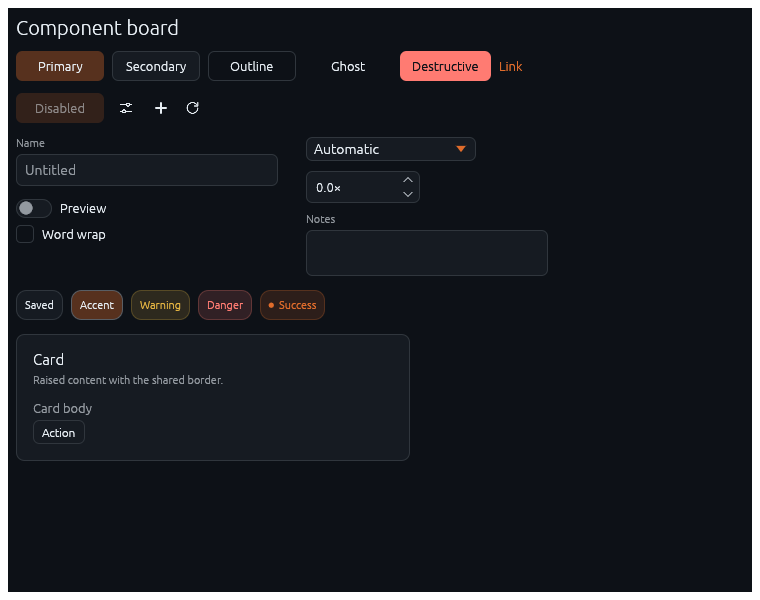 Component board
Primary Secondary Outline Ghost Destructive Link
Disabled
Name
Untitled
Automatic
0.0×
Preview
Word wrap
Notes
Saved Accent Warning Danger Success
Card
Raised content with the shared border.
Card body
Action